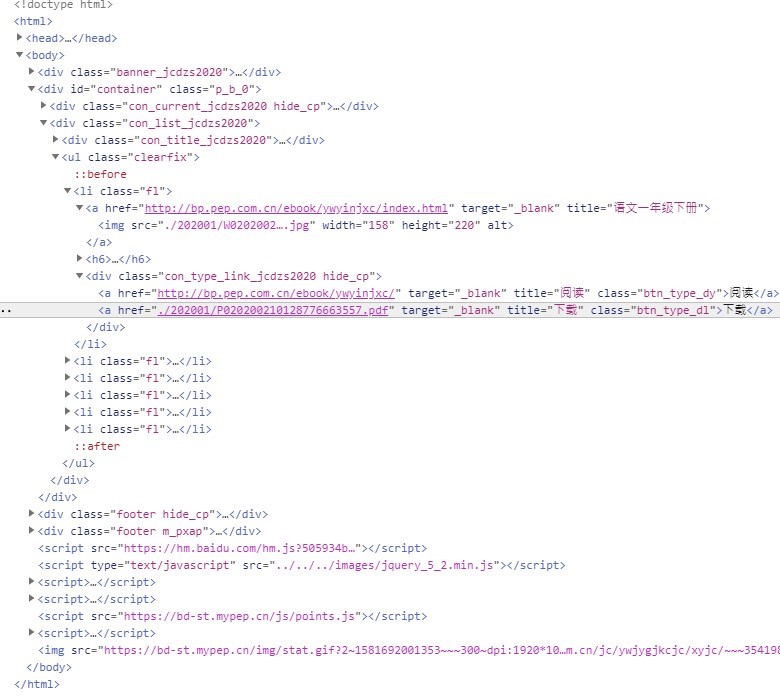 <!doctype html>
<html>
<head>…</head>
<body>
<div class="banner_jcdzs2020">…</div>
<div id="container" class="p_b_0">
<div class="con_current_jcdzs2020 hide_cp">…</div>
<div class="con_list_jcdzs2020">
<div class="con_title_jcdzs2020">…</div>
<ul class="clearfix">
::before
<li class="fl">
<a href="http://bp.pep.com.cn/ebook/ywyinjxc/index.html" target="_blank" title="语文一年级下册">
<img src="./202001/W0202002….jpg" width="158" height="220" alt>
</a>
<h6>…</h6>
<div class="con_type_link_jcdzs2020 hide_cp">
<a href="http://bp.pep.com.cn/ebook/ywyinjxc/" target="_blank" title="阅读" class="btn_type_dy">阅读</a>
<a href="./202001/P020200210128776663557.pdf" target="_blank" title="下载" class="btn_type_dl">下载</a>
</div>
</li>
<li class="fl">…</li>
<li class="fl">…</li>
<li class="fl">…</li>
<li class="fl">…</li>
<li class="fl">…</li>
::after
</ul>
</div>
</div>
<div class="footer hide_cp">…</div>
<div class="footer m_pxap">…</div>
<script src="https://hm.baidu.com/hm.js?505934b…"></script>
<script type="text/javascript" src="../../../images/jquery_5_2.min.js"></script>
<script>…</script>
<script>…</script>
<script src="https://bd-st.mypep.cn/js/points.js"></script>
<script>…</script>
<img src="https://bd-st.mypep.cn/img/stat.gif?2~1581692001353~~~300~dpi:1920*10…m.cn/jc/ywjygjkcjc/xyjc/~~~354198
</body>
</html>